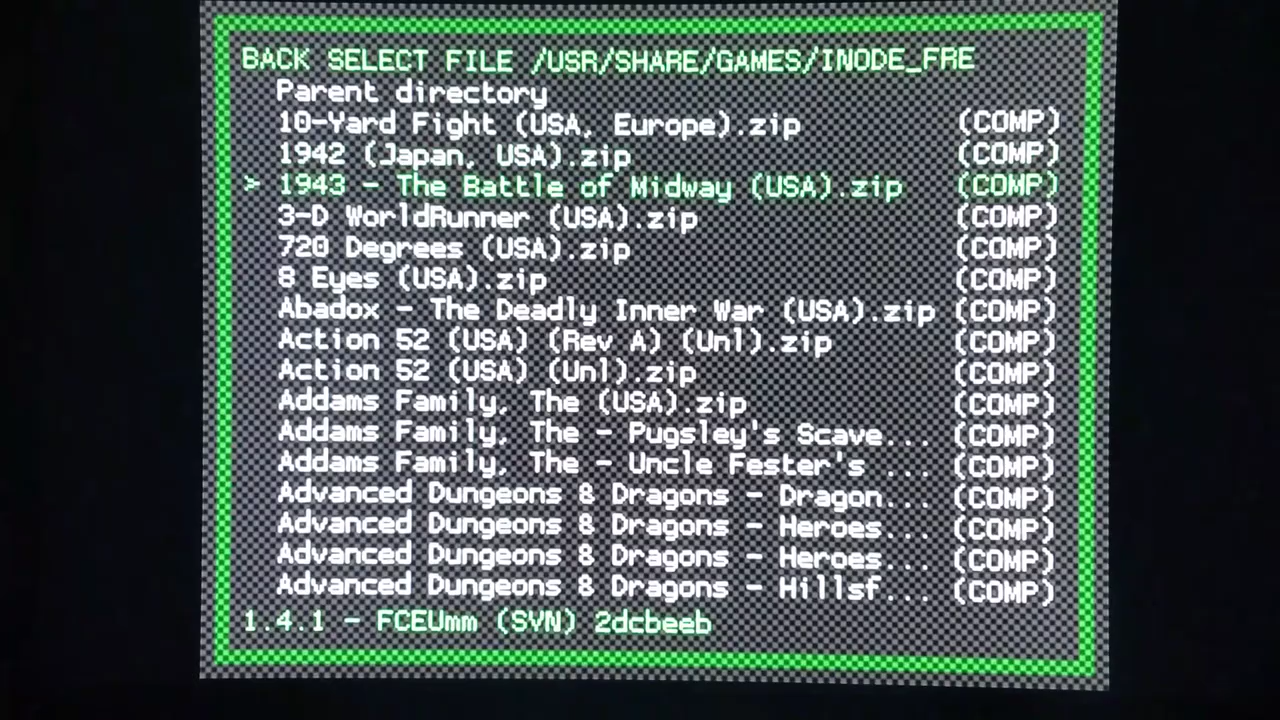 BACK SELECT FILE /USR/SHARE/GAMES/INODE_FRE
Parent directory
10-Yard Fight (USA, Europe).zip (COMP)
1942 (Japan, USA).zip (COMP)
> 1943 - The Battle of Midway (USA).zip (COMP)
3-D WorldRunner (USA).zip (COMP)
720 Degrees (USA).zip (COMP)
8 Eyes (USA).zip (COMP)
Abadox - The Deadly Inner War (USA).zip (COMP)
Action 52 (USA) (Rev A) (Unl).zip (COMP)
Action 52 (USA) (Unl).zip (COMP)
Addams Family, The (USA).zip (COMP)
Addams Family, The - Pugsley's Scave... (COMP)
Addams Family, The - Uncle Fester's ... (COMP)
Advanced Dungeons & Dragons - Dragon... (COMP)
Advanced Dungeons & Dragons - Heroes... (COMP)
Advanced Dungeons & Dragons - Heroes... (COMP)
Advanced Dungeons & Dragons - Hillsf... (COMP)
1.4.1 - FCEUmm (SVN) 2dcbeeb